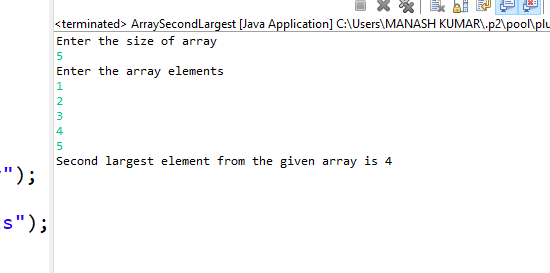 <terminated> ArraySecondLargest [Java Application] C:\Users\MANASH KUMAR\.p2\pool\plu
Enter the size of array
5
Enter the array elements
1
2
3
4
5
Second largest element from the given array is 4
");
s");